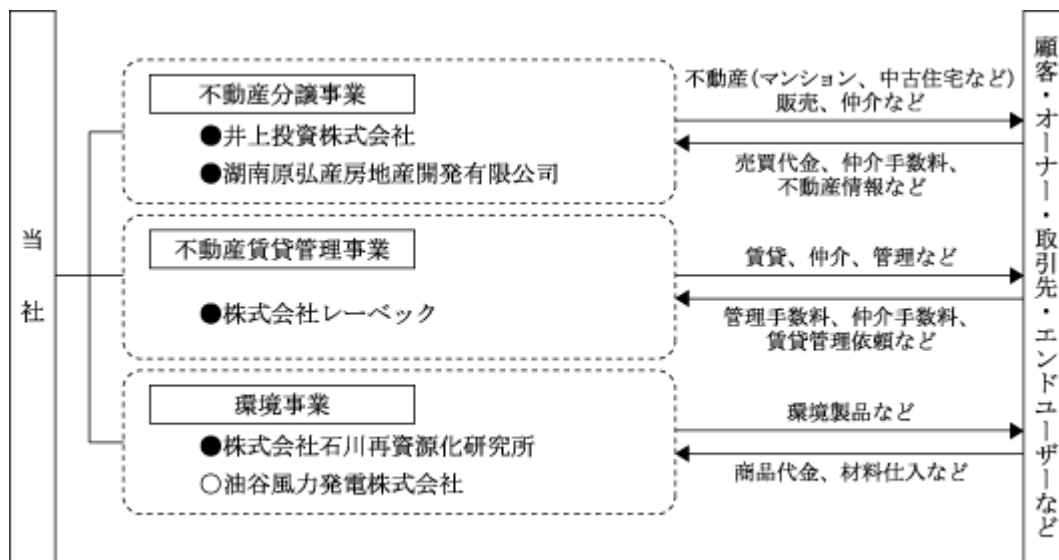 当社
不動産分譲事業
●井上投資株式会社
●湖南原弘産房地産開発有限公司
不動産(マンション、中古住宅など)
販売、仲介など
売買代金、仲介手数料、
不動産情報など
不動産賃貸管理事業
●株式会社レーベック
賃貸、仲介、管理など
管理手数料、仲介手数料、
賃貸管理依頼など
環境事業
●株式会社石川再資源化研究所
○油谷風力発電株式会社
環境製品など
商品代金、材料仕入など
顧客・オーナー・取引先・エンドユーザーなど